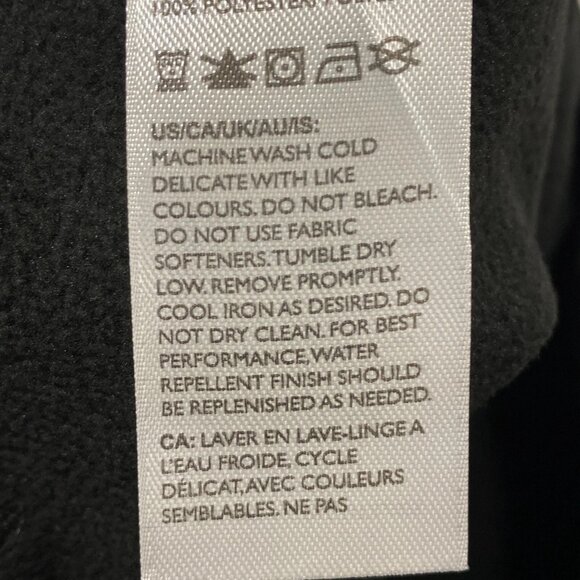 100% POLYESTER/
US/CA/UK/AU/IS:
MACHINE WASH COLD
DELICATE WITH LIKE
COLOURS. DO NOT BLEACH.
DO NOT USE FABRIC
SOFTENERS. TUMBLE DRY
LOW. REMOVE PROMPTLY.
COOL IRON AS DESIRED. DO
NOT DRY CLEAN. FOR BEST
PERFORMANCE, WATER
REPELLENT FINISH SHOULD
BE REPLENISHED AS NEEDED.
CA: LAVER EN LAVE-LINGE A
L'EAU FROIDE, CYCLE
DÉLICAT, AVEC COULEURS
SEMBLABLES. NE PAS